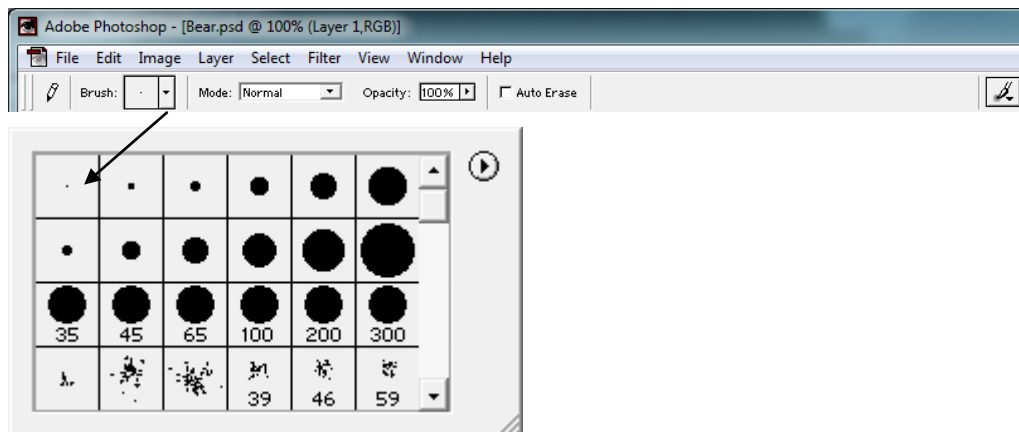 Adobe Photoshop - [Bear.psd @ 100% (Layer 1,RGB)]
File Edit Image Layer Select Filter View Window Help
Brush: Mode: Normal Opacity: 100% Auto Erase
35 45 65 100 200 300
39 46 59